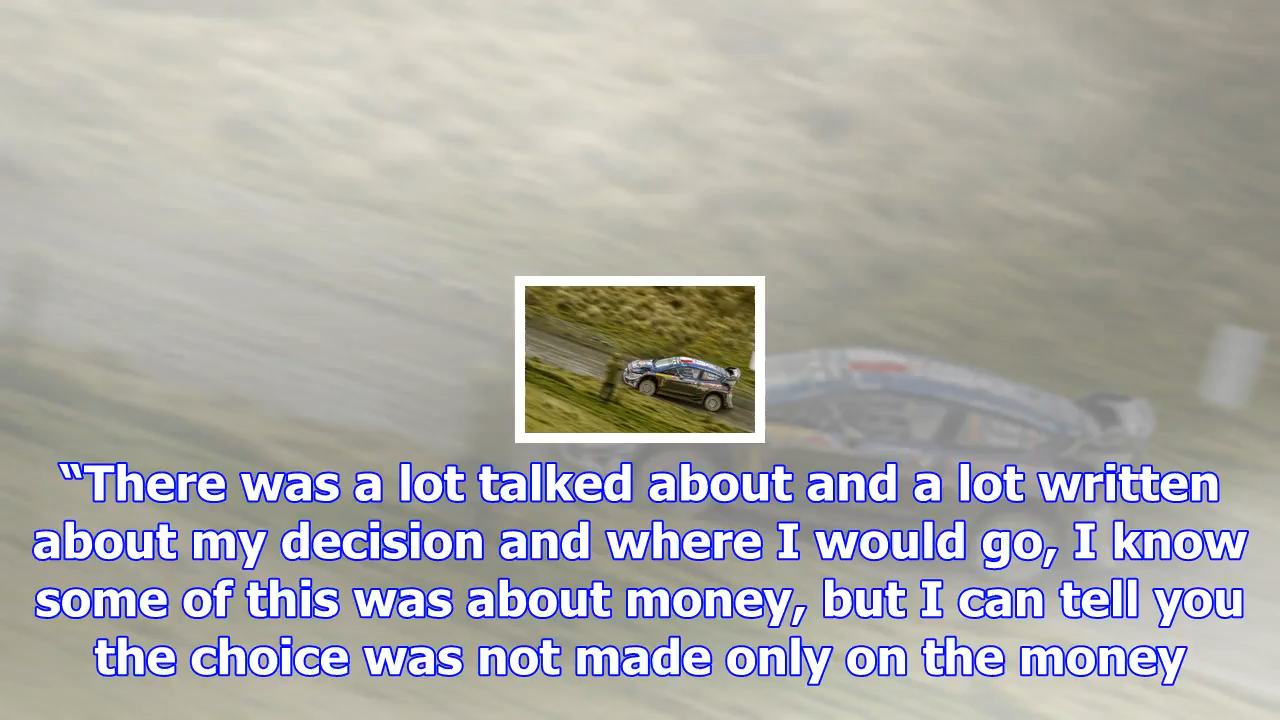 “There was a lot talked about and a lot written
about my decision and where I would go, I know
some of this was about money, but I can tell you
the choice was not made only on the money